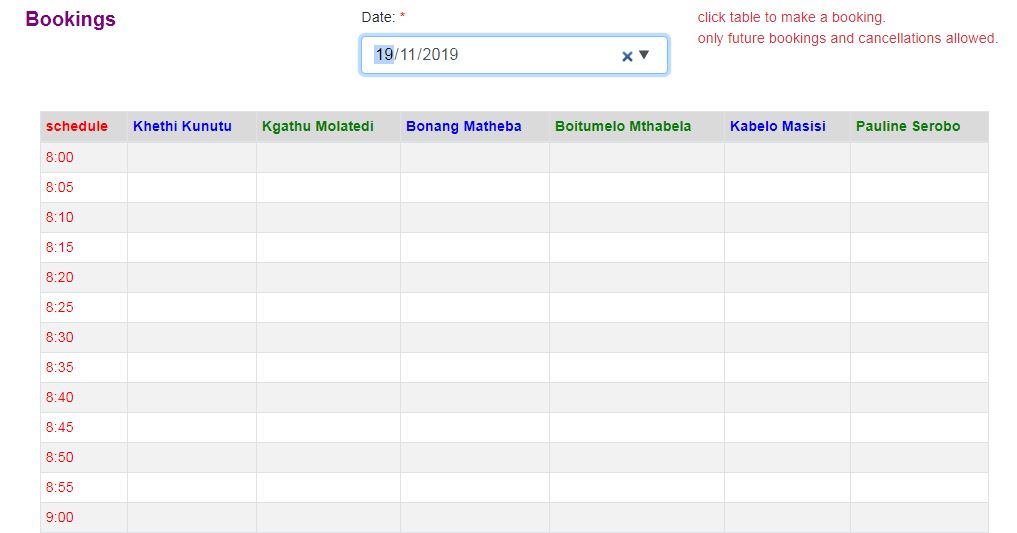 Bookings
Date: *
19/11/2019
click table to make a booking.
only future bookings and cancellations allowed.
schedule Khethi Kunutu Kgathu Molatedi Bonang Matheba Boitumelo Mthabela Kabelo Masisi Pauline Serobo
8:00
8:05
8:10
8:15
8:20
8:25
8:30
8:35
8:40
8:45
8:50
8:55
9:00